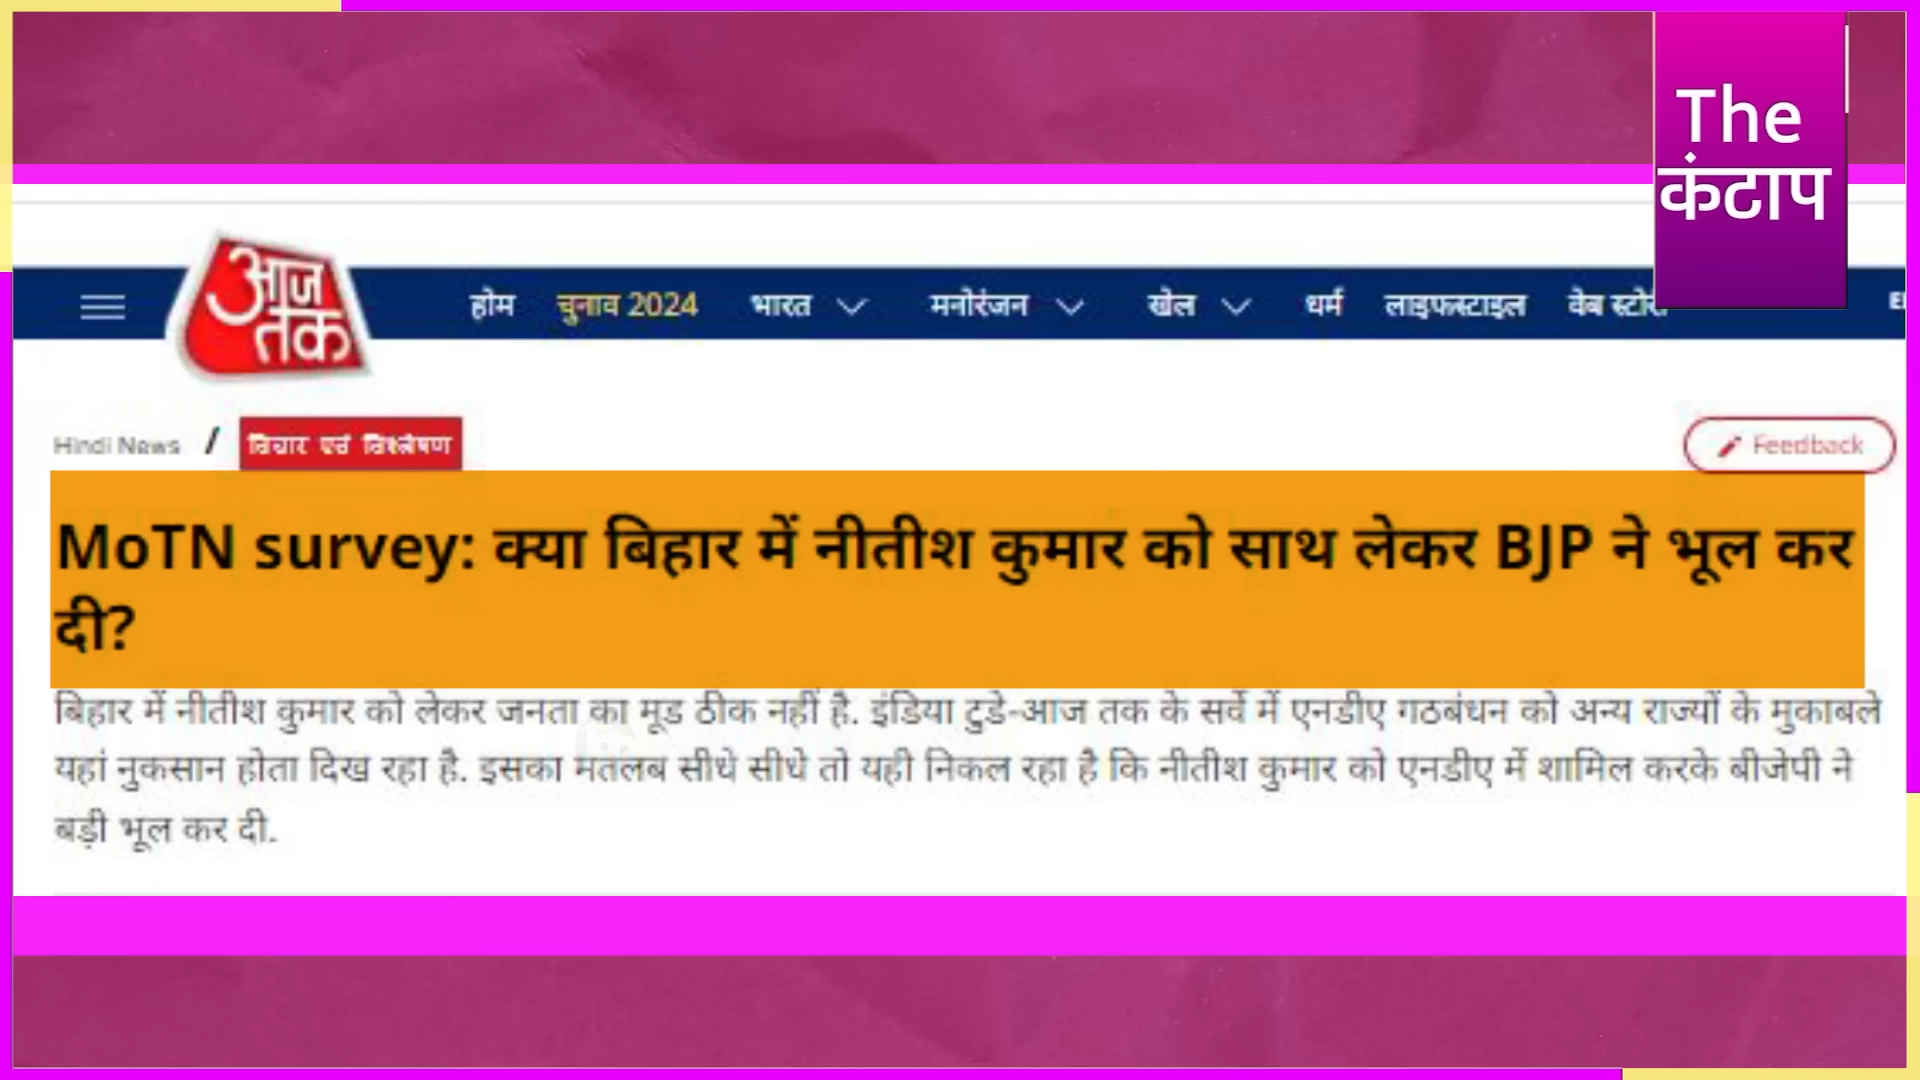 The
कंटाप
आज
तक
होम चुनाव 2024 भारत मनोरंजन खेल धर्म लाइफस्टाइल वेब स्टोरी
Hindi News / विचार एवं विश्लेषण
Feedback
MoTN survey: क्या बिहार में नीतीश कुमार को साथ लेकर BJP ने भूल कर
दी?
बिहार में नीतीश कुमार को लेकर जनता का मूड ठीक नहीं है. इंडिया टुडे-आज तक के सर्वे में एनडीए गठबंधन को अन्य राज्यों के मुकाबले
यहां नुकसान होता दिख रहा है. इसका मतलब सीधे सीधे तो यही निकल रहा है कि नीतीश कुमार को एनडीए में शामिल करके बीजेपी ने
बड़ी भूल कर दी.